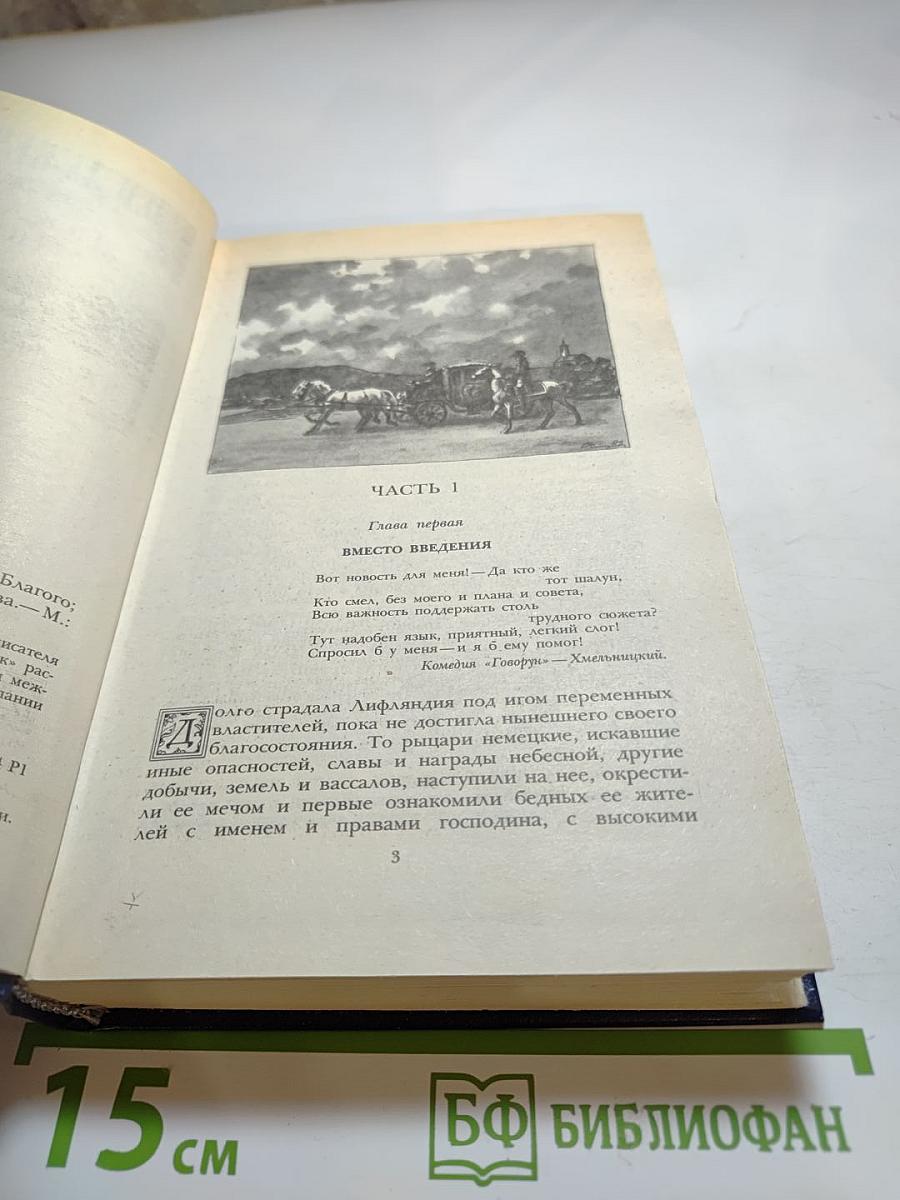 Благого;
ва.— М.:
исателя
к» рас-
и меж-
пании
Р1
и.
ЧАСТЬ 1
Глава первая
ВМЕСТО ВВЕДЕНИЯ
Вот новость для меня! — Да кто же
тот шалун,
Кто смел, без моего и плана и совета,
Всю важность поддержать столь
трудного сюжета?
Тут надобен язык, приятный, легкий слог!
Спросил б у меня — и я б ему помог!
Комедия «Говорун» — Хмельницкий.
Долго страдала Лифляндия под игом переменных
властителей, пока не достигла нынешнего своего
благосостояния. То рыцари немецкие, искавшие
иные опасностей, славы и награды небесной, другие
добычи, земель и вассалов, наступили на нее, окрести-
ли ее мечом и первые ознакомили бедных ее жите-
лей с именем и правами господина, с высокими
3
15 см
БФ БИБЛИОФАН